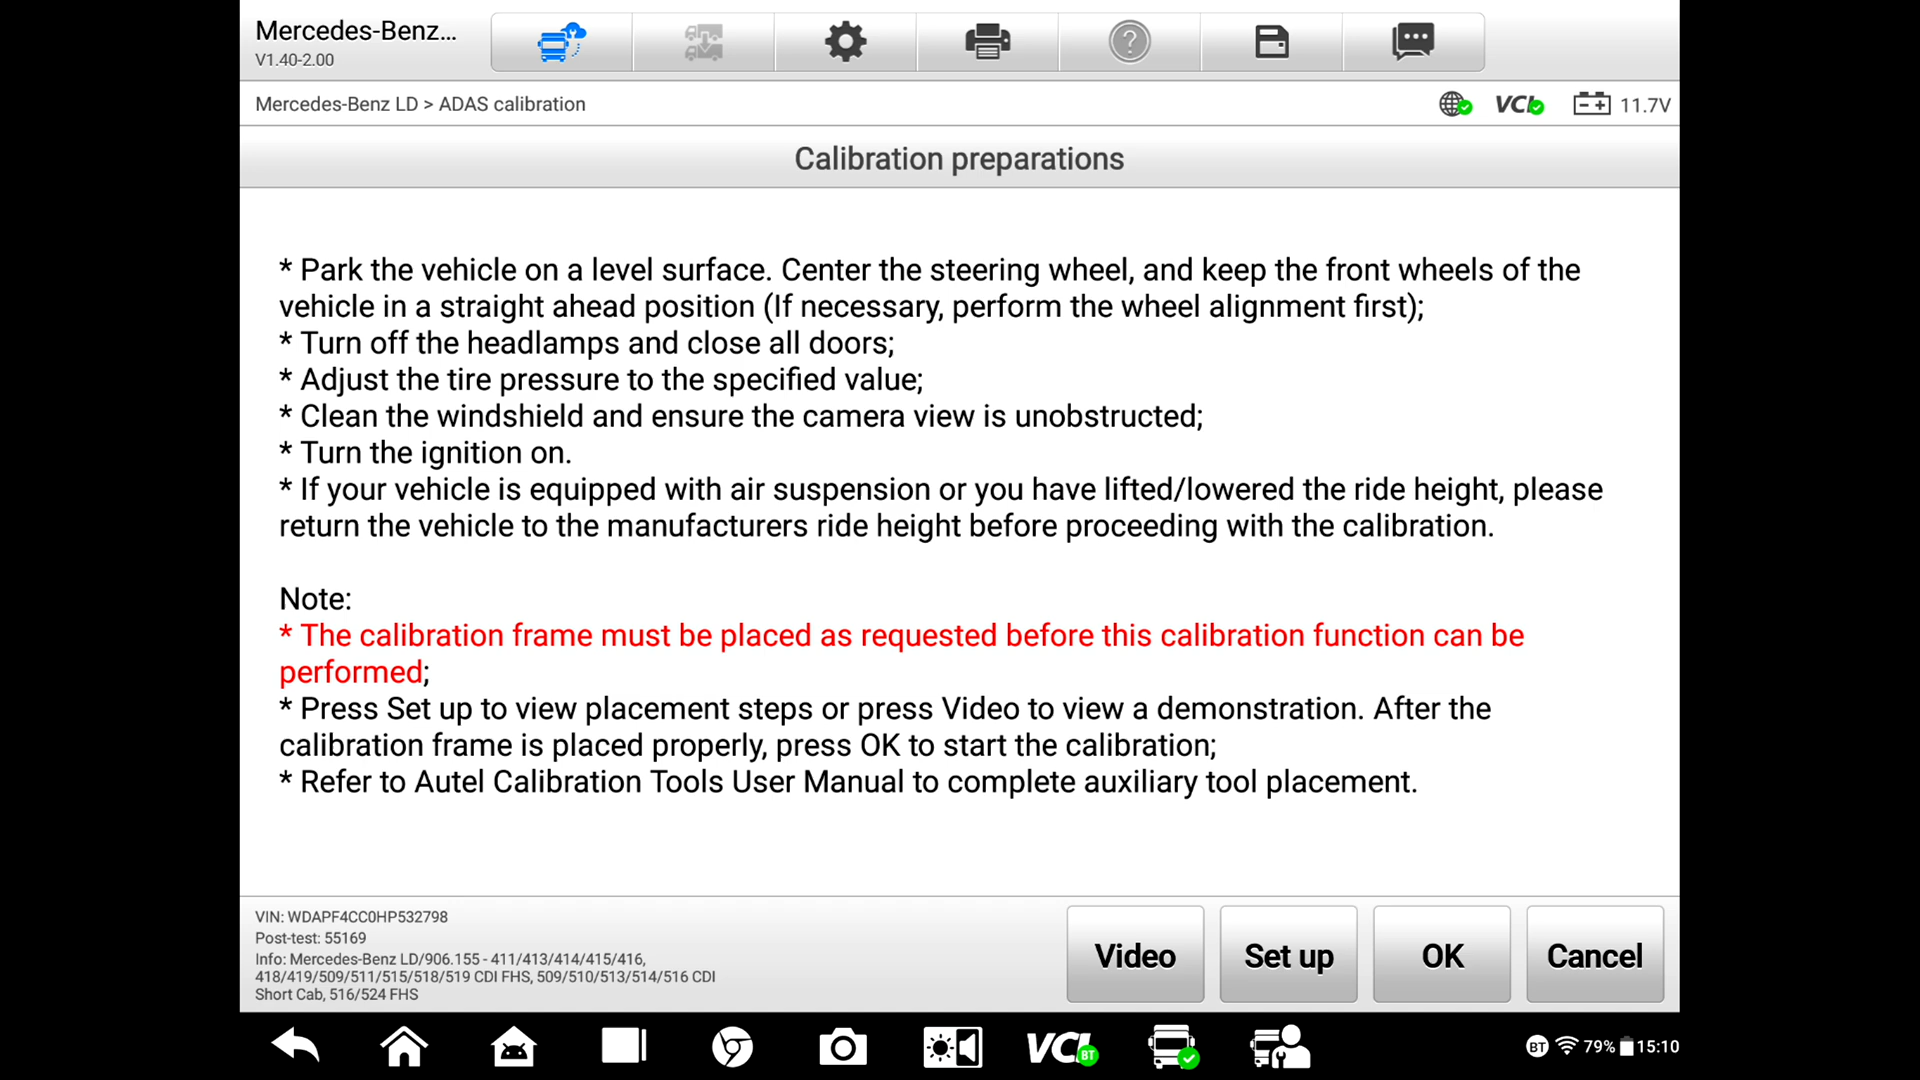 Mercedes-Benz...
V1.40-2.00
?
Mercedes-Benz LD > ADAS calibration
VCI
11.7V
Calibration preparations
* Park the vehicle on a level surface. Center the steering wheel, and keep the front wheels of the
vehicle in a straight ahead position (If necessary, perform the wheel alignment first);
* Turn off the headlamps and close all doors;
* Adjust the tire pressure to the specified value;
* Clean the windshield and ensure the camera view is unobstructed;
* Turn the ignition on.
* If your vehicle is equipped with air suspension or you have lifted/lowered the ride height, please
return the vehicle to the manufacturers ride height before proceeding with the calibration.
Note:
* The calibration frame must be placed as requested before this calibration function can be
performed;
* Press Set up to view placement steps or press Video to view a demonstration. After the
calibration frame is placed properly, press OK to start the calibration;
* Refer to Autel Calibration Tools User Manual to complete auxiliary tool placement.
VIN: WDAPF4CC0HP532798
Post-test: 55169
Info: Mercedes-Benz LD/906.155 - 411/413/414/415/416,
418/419/509/511/515/518/519 CDI FHS, 509/510/513/514/516 CDI
Short Cab, 516/524 FHS
Video
Set up
OK
Cancel
VCI BT
BT 79% 15:10